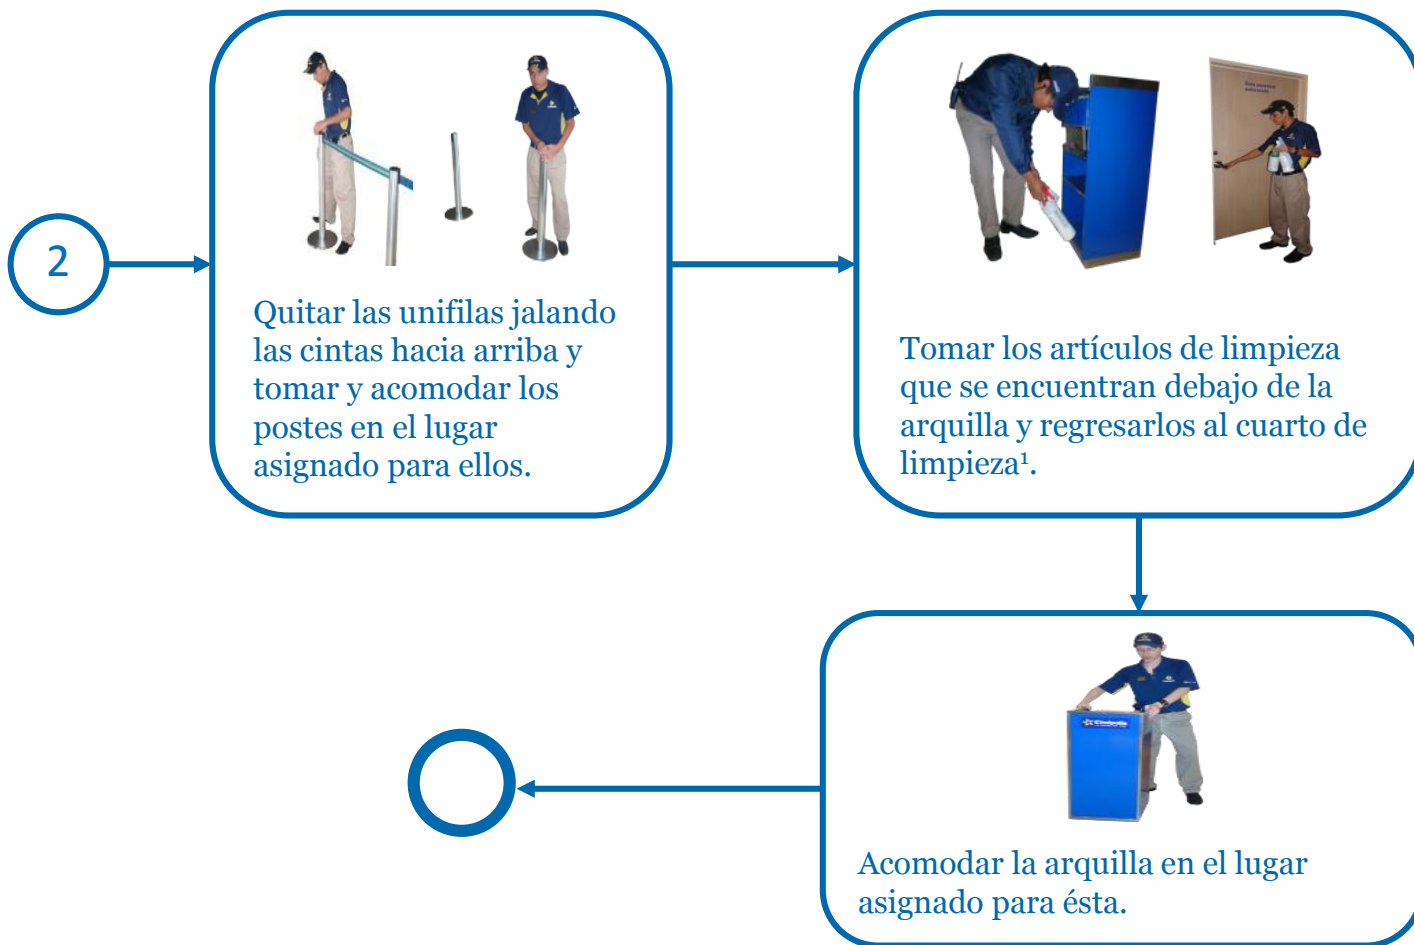 2
Quitar las unifilas jalando
las cintas hacia arriba y
tomar y acomodar los
postes en el lugar
asignado para ellos.
Tomar los artículos de limpieza
que se encuentran debajo de la
arquilla y regresarlos al cuarto de
limpieza¹.
Cinépolis
Acomodar la arquilla en el lugar
asignado para ésta.